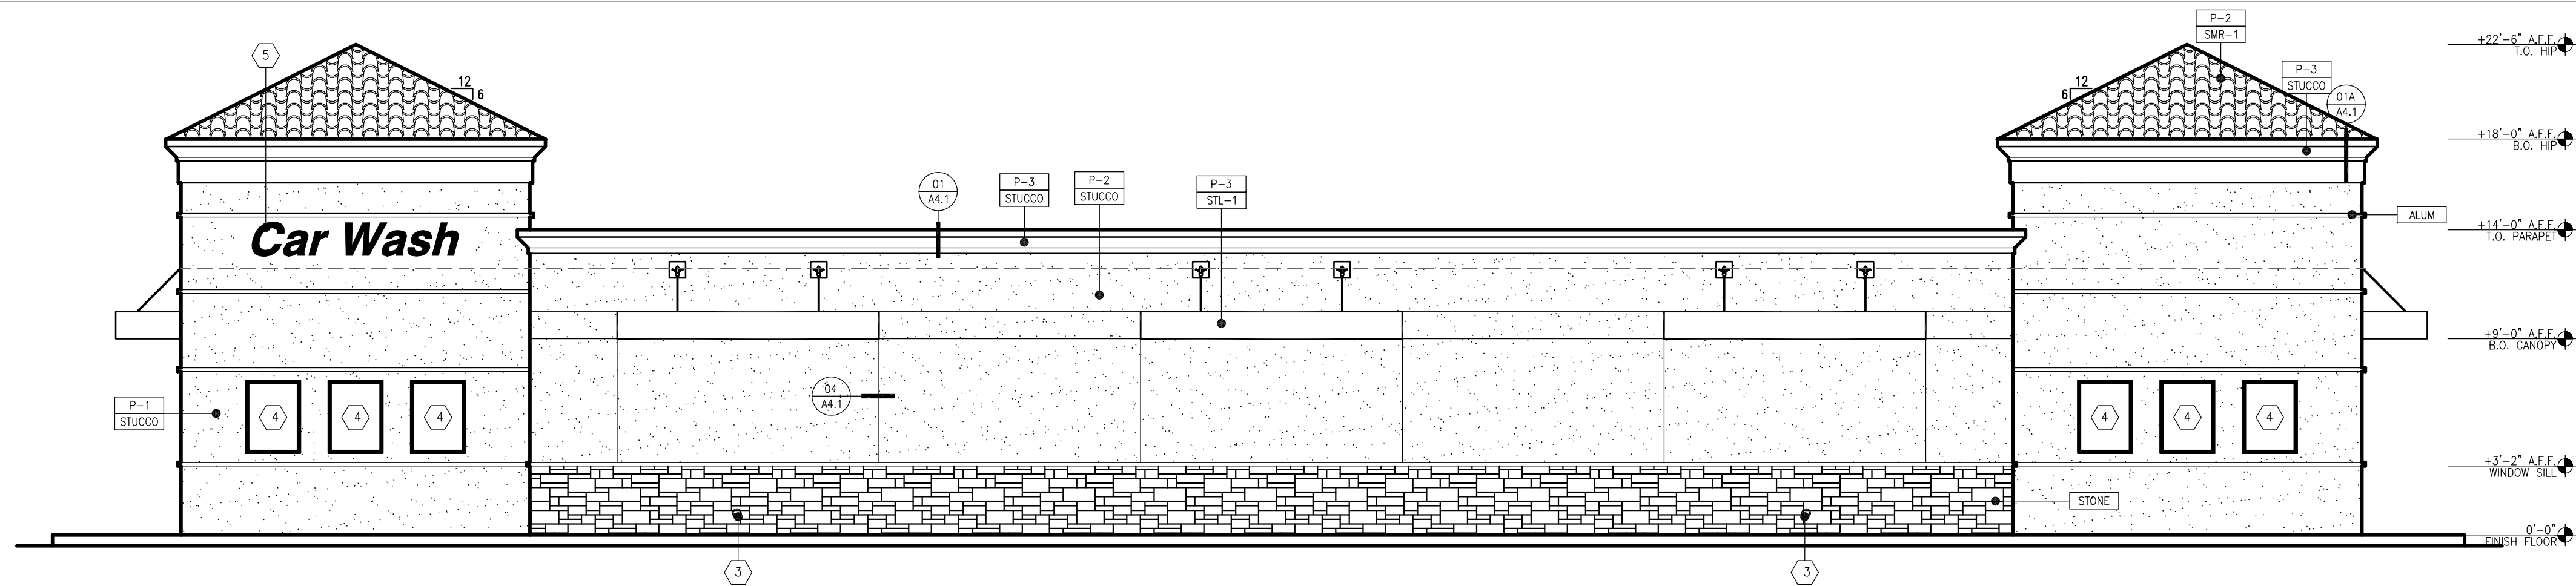 5
12
6
Car Wash
P-1
STUCCO
4
4
4
01
A4.1
P-3
STUCCO
P-2
STUCCO
P-3
STL-1
04
A4.1
3
3
P-2
SMR-1
P-3
STUCCO
12
6
01A
A4.1
ALUM
4
4
4
STONE
+22'-6" A.F.F.
T.O. HIP
+18'-0" A.F.F.
B.O. HIP
+14'-0" A.F.F.
T.O. PARAPET
+9'-0" A.F.F.
B.O. CANOPY
+3'-2" A.F.F.
WINDOW SILL
0'-0"
FINISH FLOOR